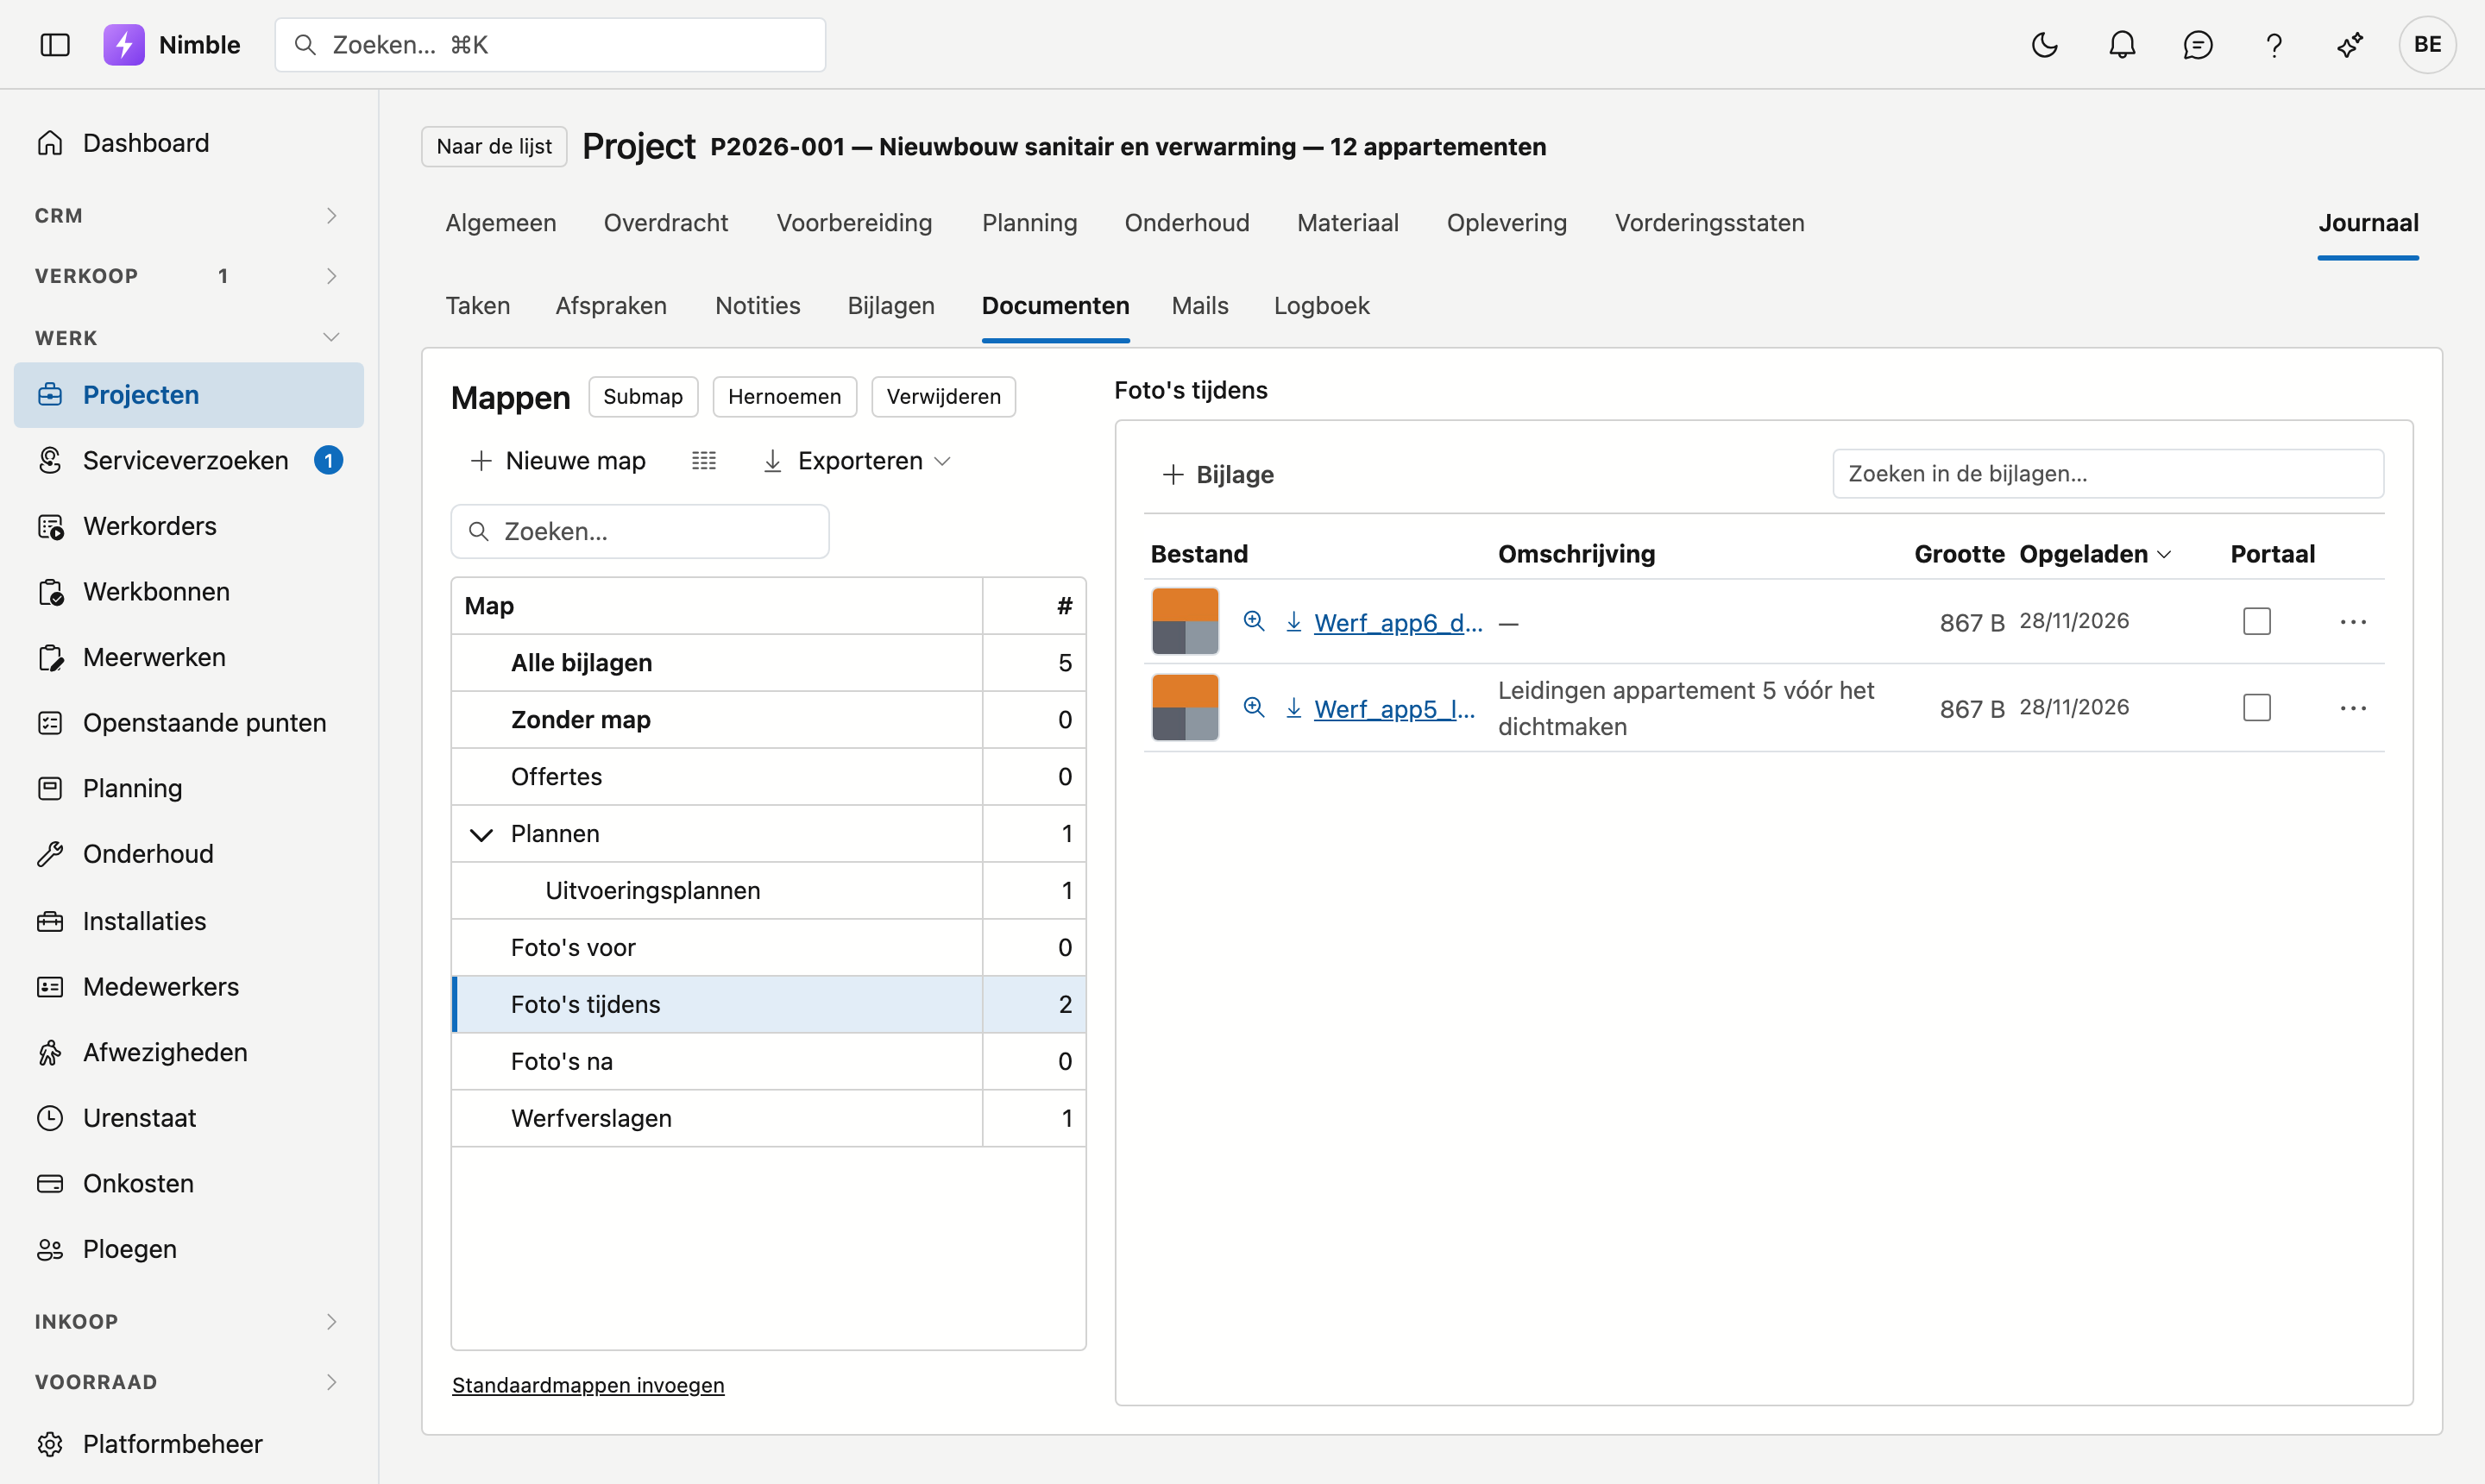 Nimble
Zoeken... ⌘K
BE
Dashboard
CRM
VERKOOP 1
WERK
Projecten
Serviceverzoeken 1
Werkorders
Werkbonnen
Meerwerken
Openstaande punten
Planning
Onderhoud
Installaties
Medewerkers
Afwezigheden
Urenstaat
Onkosten
Ploegen
INKOOP
VOORRAAD
Platformbeheer
Naar de lijst Project P2026-001 — Nieuwbouw sanitair en verwarming — 12 appartementen
Algemeen Overdracht Voorbereiding Planning Onderhoud Materiaal Oplevering Vorderingsstaten Journaal
Taken Afspraken Notities Bijlagen Documenten Mails Logboek
Mappen Submap Hernoemen Verwijderen
Nieuwe map Exporteren
Zoeken...
Map #
Alle bijlagen 5
Zonder map 0
Offertes 0
Plannen 1
Uitvoeringsplannen 1
Foto's voor 0
Foto's tijdens 2
Foto's na 0
Werfverslagen 1
Standaardmappen invoegen
Foto's tijdens
Bijlage Zoeken in de bijlagen...
Bestand Omschrijving Grootte Opgeladen Portaal
Werf_app6_d... — 867 B 28/11/2026
Werf_app5_l... Leidingen appartement 5 vóór het 867 B 28/11/2026
dichtmaken